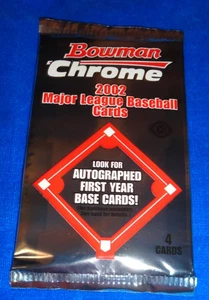 Bowman
Chrome
2002
Major League Baseball
Cards
LOOK FOR
AUTOGRAPHED
FIRST YEAR
BASE CARDS!
4
CARDS